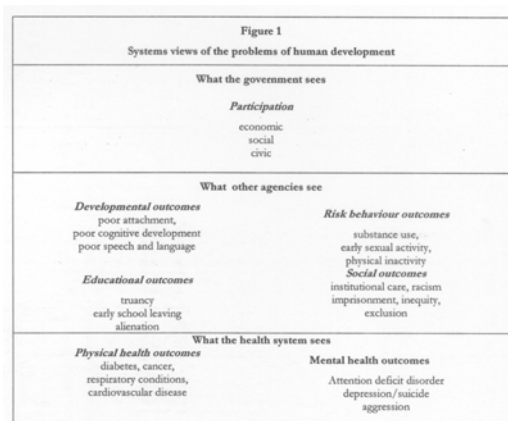 Figure 1
Systems views of the problems of human development
What the government sees
Participation
economic
social
civic
What other agencies see
Developmental outcomes
poor attachment,
poor cognitive development
poor speech and language
Risk behaviour outcomes
substance use,
early sexual activity,
physical inactivity
Educational outcomes
truancy
early school leaving
alienation
Social outcomes
institutional care, racism
imprisonment, inequity,
exclusion
What the health system sees
Physical health outcomes
diabetes, cancer,
respiratory conditions,
cardiovascular disease
Mental health outcomes
Attention deficit disorder
depression/suicide
aggression